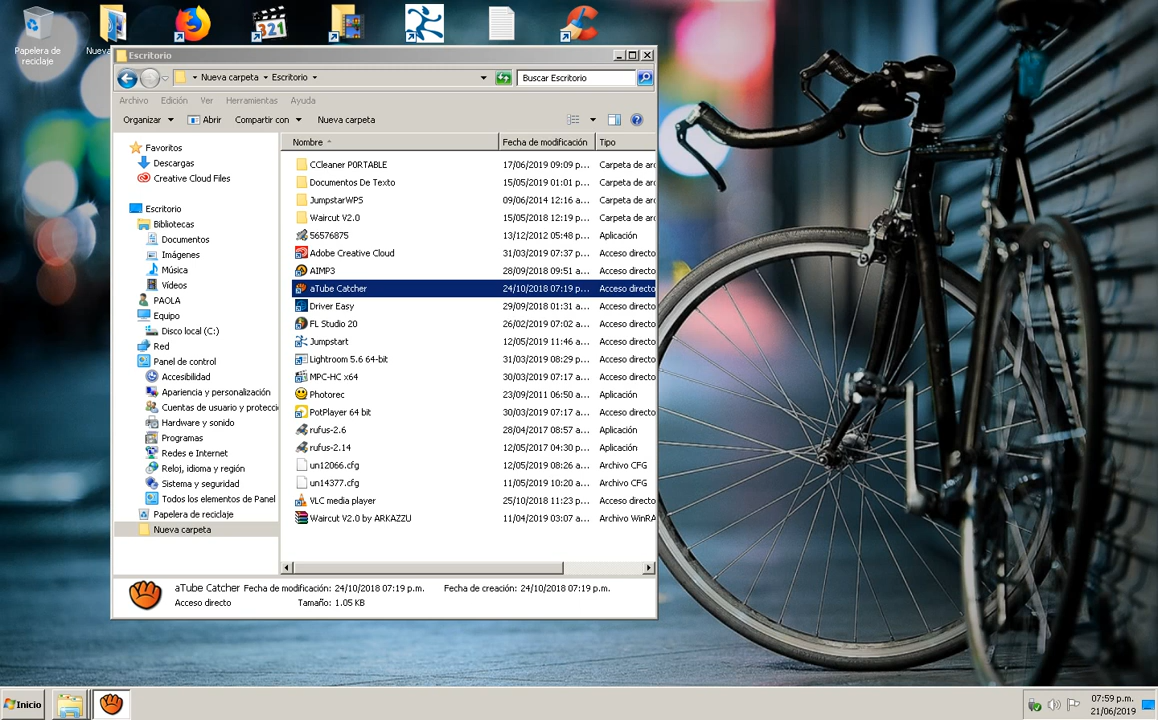 Papelera de reciclaje
Nueva
321
Escritorio
Nueva carpeta Escritorio
Buscar Escritorio
Archivo Edición Ver Herramientas Ayuda
Organizar Abrir Compartir con Nueva carpeta
Favoritos
Descargas
Creative Cloud Files
Escritorio
Bibliotecas
Documentos
Imágenes
Música
Vídeos
PAOLA
Equipo
Disco local (C:)
Red
Panel de control
Accesibilidad
Apariencia y personalización
Cuentas de usuario y protecci
Hardware y sonido
Programas
Redes e Internet
Reloj, idioma y región
Sistema y seguridad
Todos los elementos de Panel
Papelera de reciclaje
Nueva carpeta
Nombre Fecha de modificación Tipo
CCleaner PORTABLE 17/06/2019 09:09 p... Carpeta de arc
Documentos De Texto 15/05/2019 01:01 p... Carpeta de arc
JumpstarWPS 09/06/2014 12:16 a... Carpeta de arc
Waircut V2.0 15/05/2018 12:19 p... Carpeta de arc
56576875 13/12/2012 05:48 p... Aplicación
Adobe Creative Cloud 31/03/2019 07:37 p... Acceso directo
AIMP3 28/09/2018 09:51 a... Acceso directo
aTube Catcher 24/10/2018 07:19 p... Acceso directo
Driver Easy 29/09/2018 01:31 a... Acceso directo
FL Studio 20 26/02/2019 07:02 a... Acceso directo
Jumpstart 12/05/2019 11:46 a... Acceso directo
Lightroom 5.6 64-bit 31/03/2019 08:29 p... Acceso directo
MPC-HC x64 30/03/2019 07:17 a... Acceso directo
Photorec 23/09/2011 06:50 a... Aplicación
PotPlayer 64 bit 30/03/2019 07:17 a... Acceso directo
rufus-2.6 28/04/2017 08:57 a... Aplicación
rufus-2.14 12/05/2017 04:30 p... Aplicación
un12066.cfg 12/05/2019 08:26 a... Archivo CFG
un14377.cfg 11/05/2019 10:20 a... Archivo CFG
VLC media player 25/10/2018 11:23 p... Acceso directo
Waircut V2.0 by ARKAZZU 11/04/2019 03:07 a... Archivo WinRA
aTube Catcher Fecha de modificación: 24/10/2018 07:19 p.m. Fecha de creación: 24/10/2018 07:19 p.m.
Acceso directo Tamaño: 1.05 KB
Inicio
07:59 p.m.
21/06/2019